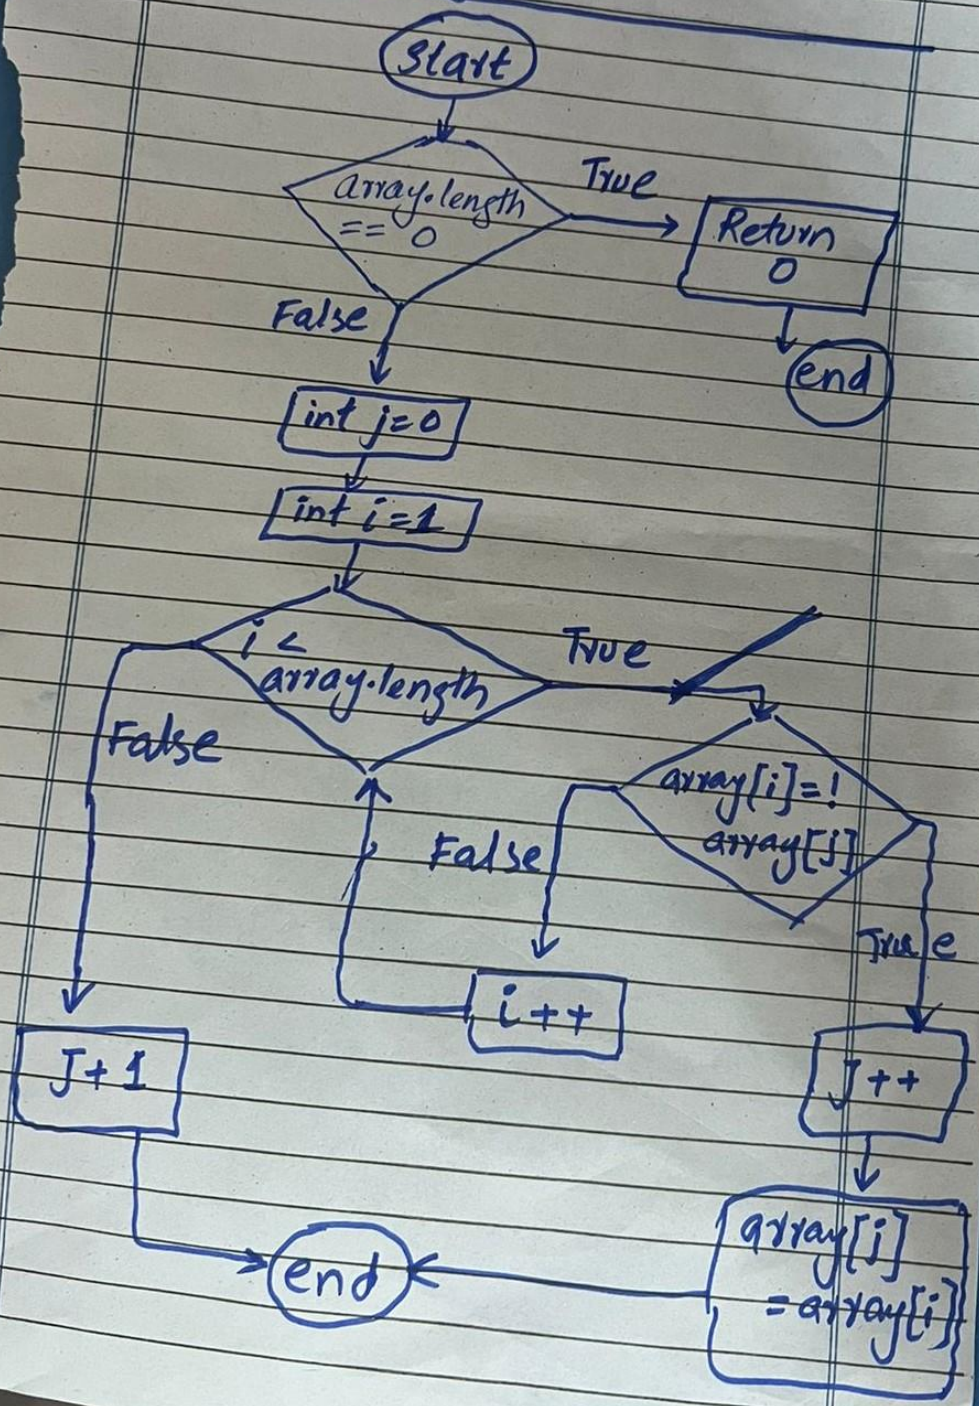 Start
array.length
== 0
True
Return
0
False
end
int j=0
int i=1
i <
array.length
True
False
array[i]=!
array[j]
False
True
i++
J+1
J++
array[j]
= array[i]
end